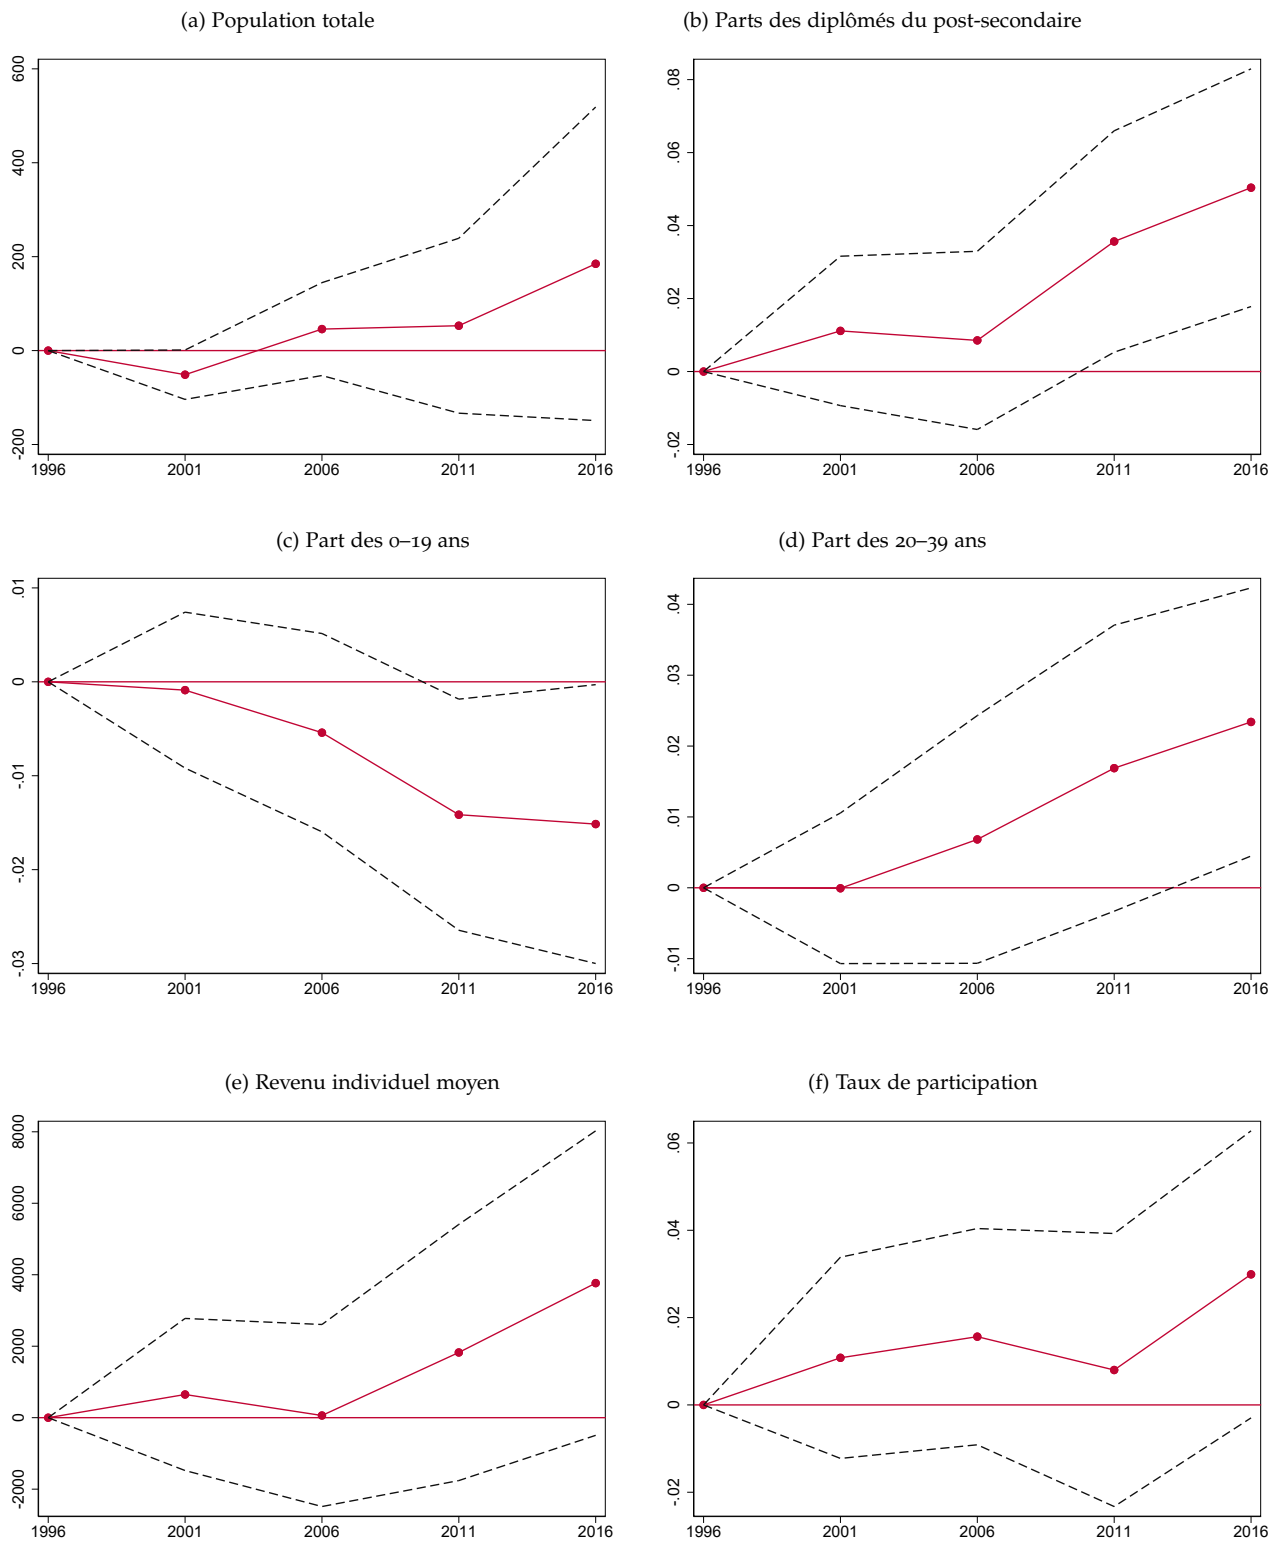 (a) Population totale
600
400
200
0
-200
1996 2001 2006 2011 2016
(b) Parts des diplômés du post-secondaire
.08
.06
.04
.02
0
-.02
1996 2001 2006 2011 2016
(c) Part des 0–19 ans
.01
0
-.01
-.02
-.03
1996 2001 2006 2011 2016
(d) Part des 20–39 ans
.04
.03
.02
.01
0
-.01
1996 2001 2006 2011 2016
(e) Revenu individuel moyen
8000
6000
4000
2000
0
-2000
1996 2001 2006 2011 2016
(f) Taux de participation
.06
.04
.02
0
-.02
1996 2001 2006 2011 2016